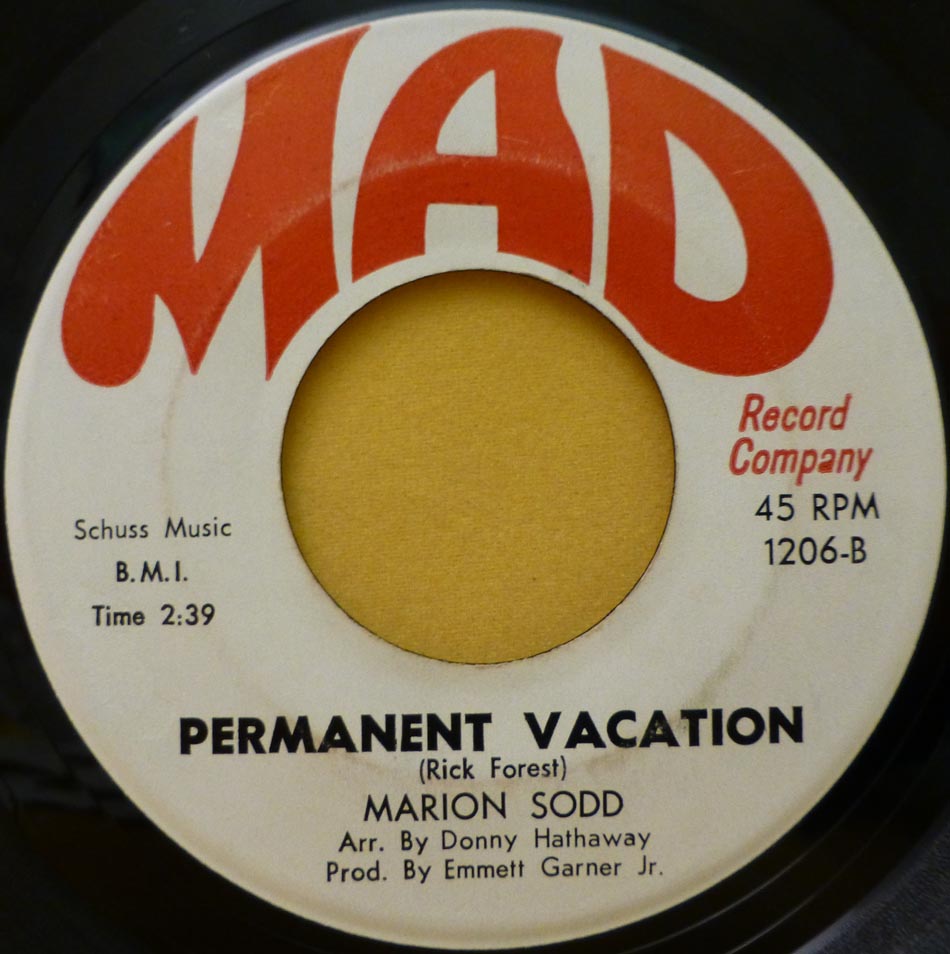 MAD
Record
Company
45 RPM
1206-B
Schuss Music
B.M.I.
Time 2:39
PERMANENT VACATION
(Rick Forest)
MARION SODD
Arr. By Donny Hathaway
Prod. By Emmett Garner Jr.